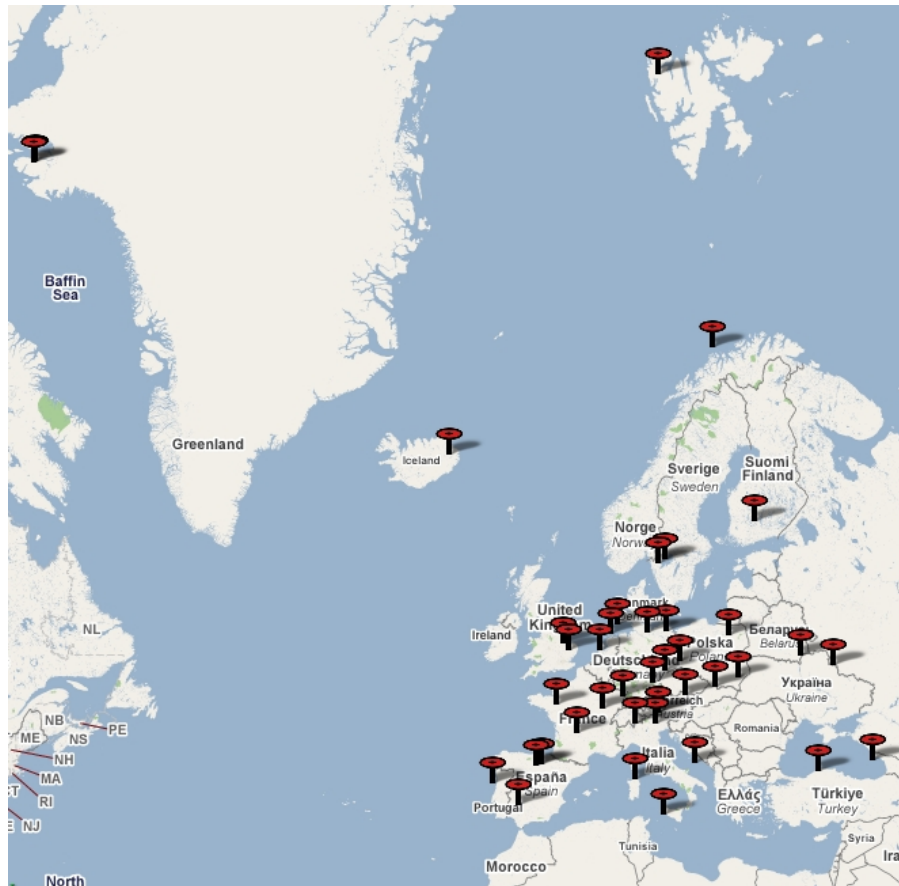 Baffin
Sea
Greenland
Iceland
Suomi
Finland
Sverige
Sweden
Norge
NL
United
Ireland
Беларусь
Belarus
Polska
Poland
Deutschland
Україна
Ukraine
NB
PE
ME
NS
France
Austria
Romania
NH
MA
RI
NJ
Italia
Italy
España
Spain
Portugal
Ελλάς
Greece
Türkiye
Turkey
Syria
Tunisia
Morocco
North